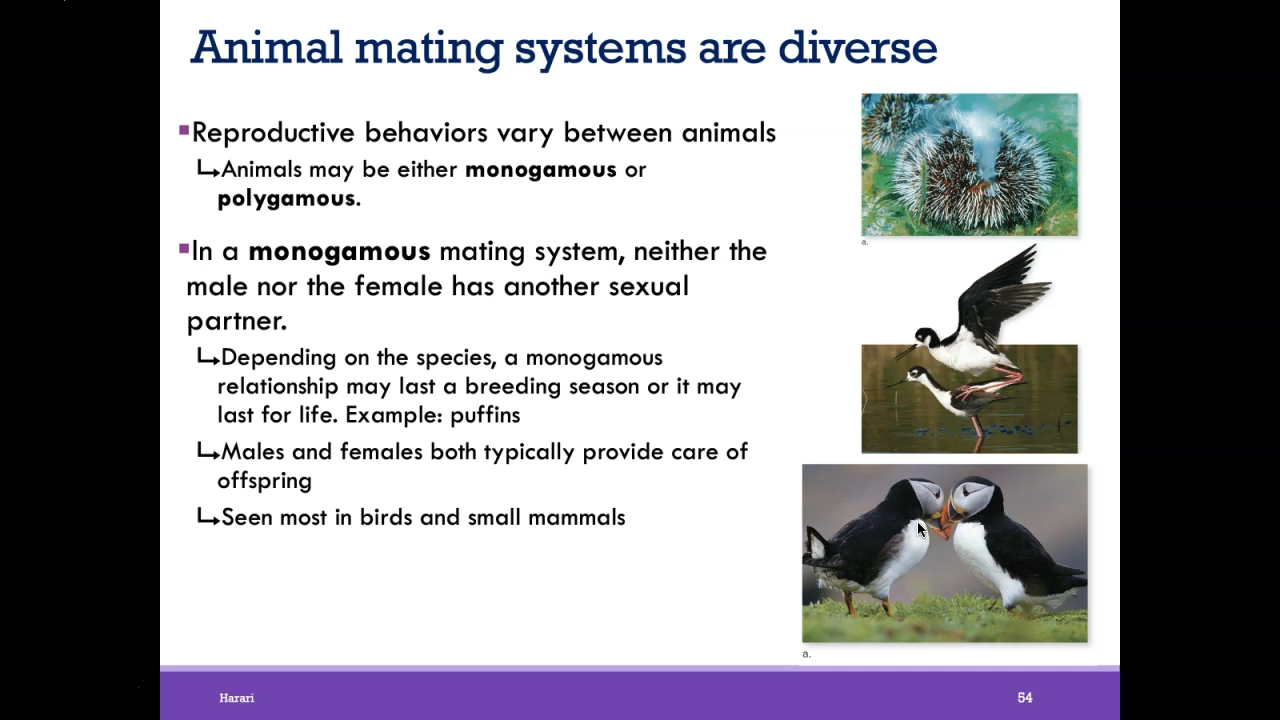 Animal mating systems are diverse
▪Reproductive behaviors vary between animals
↳Animals may be either monogamous or
polygamous.
▪In a monogamous mating system, neither the
male nor the female has another sexual
partner.
↳Depending on the species, a monogamous
relationship may last a breeding season or it may
last for life. Example: puffins
↳Males and females both typically provide care of
offspring
↳Seen most in birds and small mammals
a.
a.
Harari
54